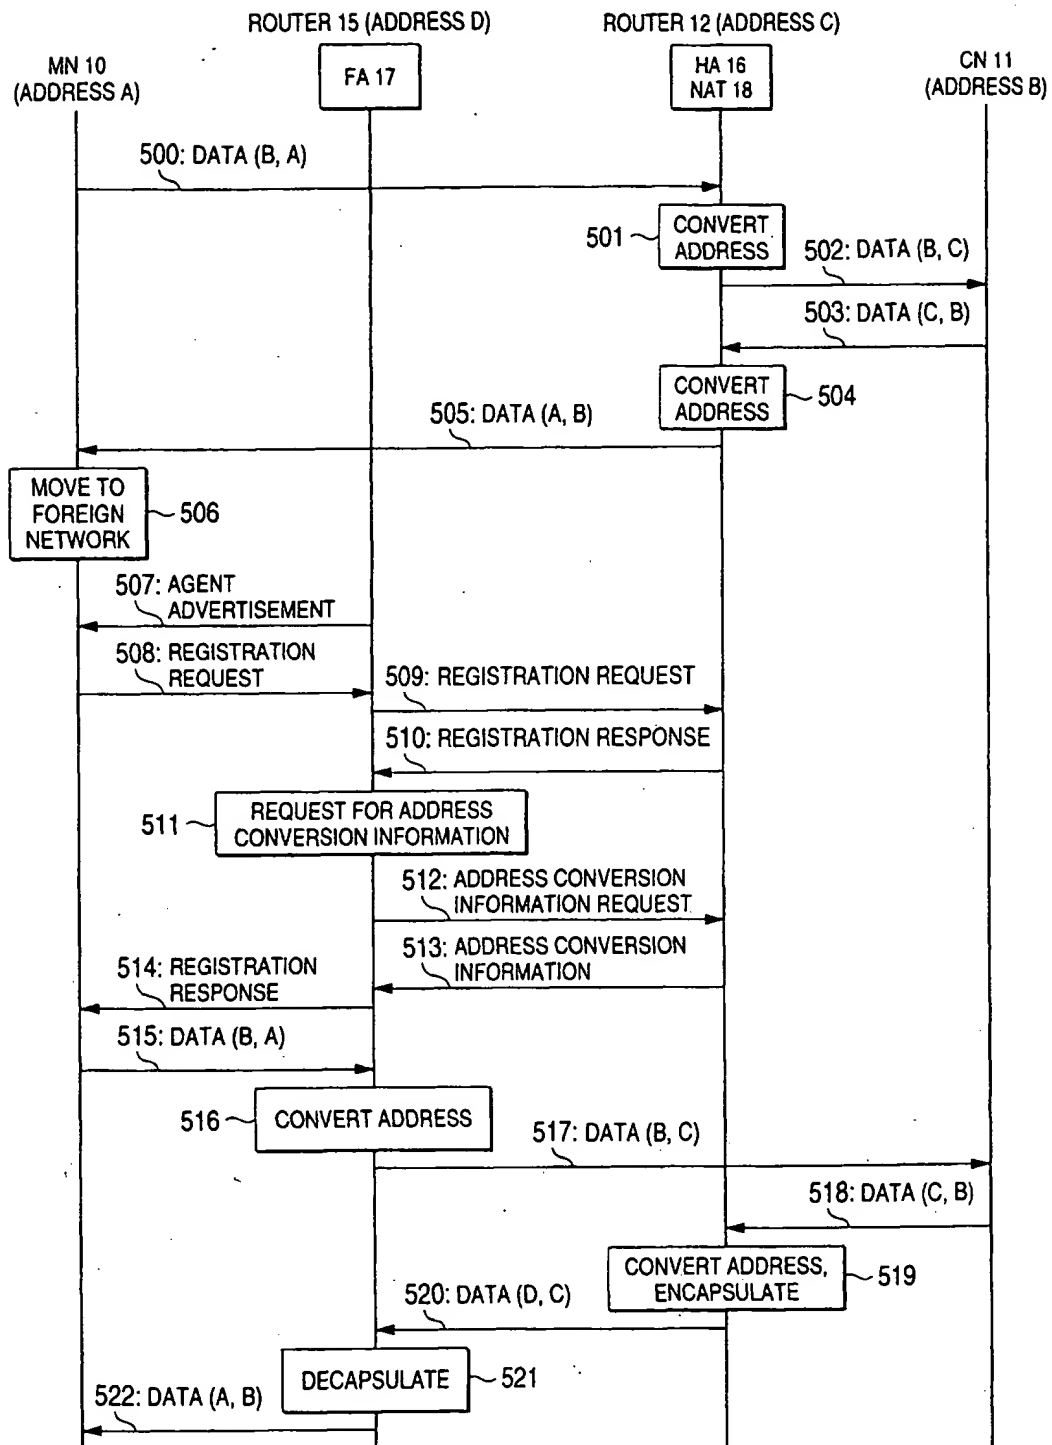 ROUTER 15 (ADDRESS D)
ROUTER 12 (ADDRESS C)
MN 10
(ADDRESS A)
FA 17
HA 16
NAT 18
CN 11
(ADDRESS B)
500: DATA (B, A)
501
CONVERT
ADDRESS
502: DATA (B, C)
503: DATA (C, B)
CONVERT
ADDRESS
504
505: DATA (A, B)
MOVE TO
FOREIGN
NETWORK
506
507: AGENT
ADVERTISEMENT
508: REGISTRATION
REQUEST
509: REGISTRATION REQUEST
510: REGISTRATION RESPONSE
511
REQUEST FOR ADDRESS
CONVERSION INFORMATION
512: ADDRESS CONVERSION
INFORMATION REQUEST
513: ADDRESS CONVERSION
INFORMATION
514: REGISTRATION
RESPONSE
515: DATA (B, A)
516
CONVERT ADDRESS
517: DATA (B, C)
518: DATA (C, B)
CONVERT ADDRESS,
ENCAPSULATE
519
520: DATA (D, C)
DECAPSULATE
521
522: DATA (A, B)